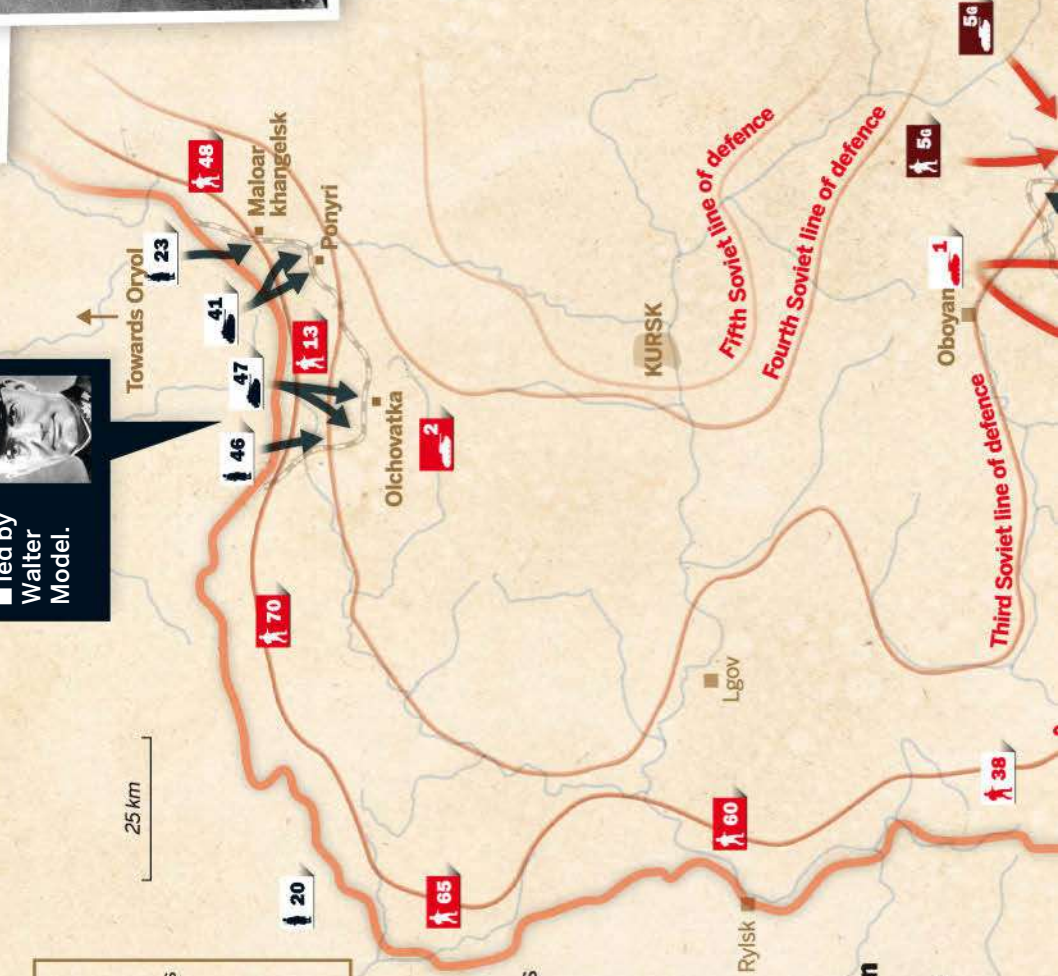 led by
Walter
Model.
Towards Oryol
23
48
Maloar
khangelsk
Ponyri
41
47
13
46
Olchovatka
2
70
25 km
20
65
60
38
Rylsk
Lgov
KURSK
Fifth Soviet line of defence
Fourth Soviet line of defence
Third Soviet line of defence
Oboyan
1
5G
5G